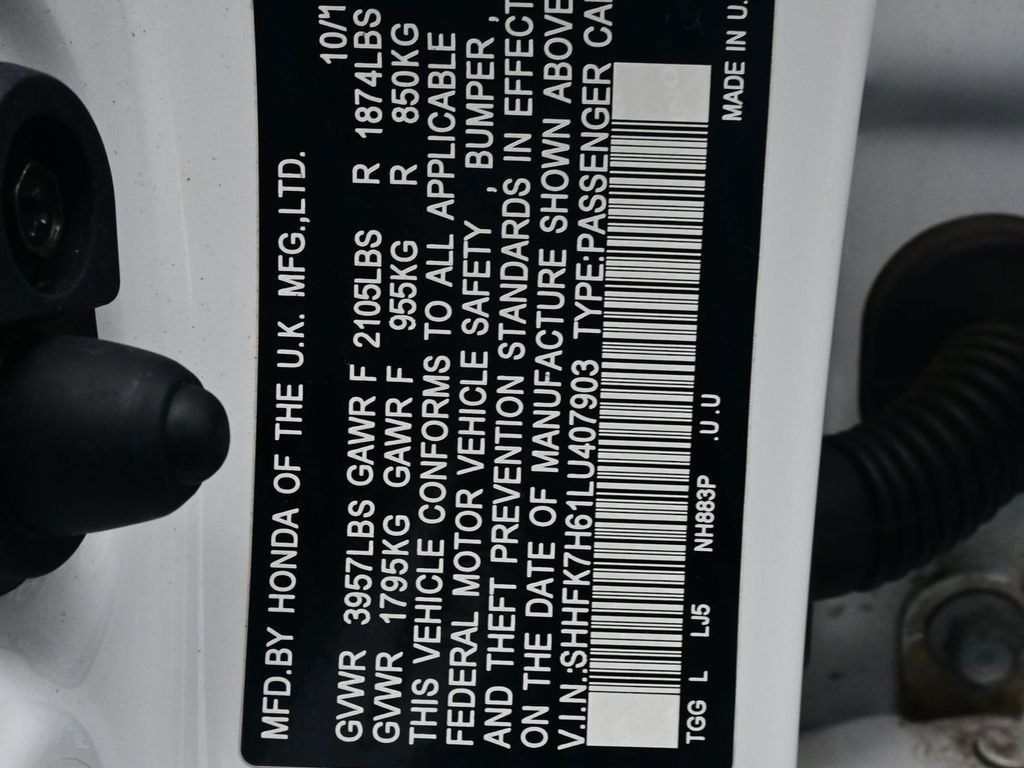 MFD.BY HONDA OF THE U.K. MFG.,LTD.
10/1
GVWR 3957LBS GAWR F 2105LBS R 1874LBS
GVWR 1795KG GAWR F 955KG R 850KG
THIS VEHICLE CONFORMS TO ALL APPLICABLE
FEDERAL MOTOR VEHICLE SAFETY , BUMPER ,
AND THEFT PREVENTION STANDARDS IN EFFECT
ON THE DATE OF MANUFACTURE SHOWN ABOVE
V.I.N.:SHHFK7H61LU407903 TYPE:PASSENGER CAR
TGG L LJ5 NH883P .U.U
MADE IN U.